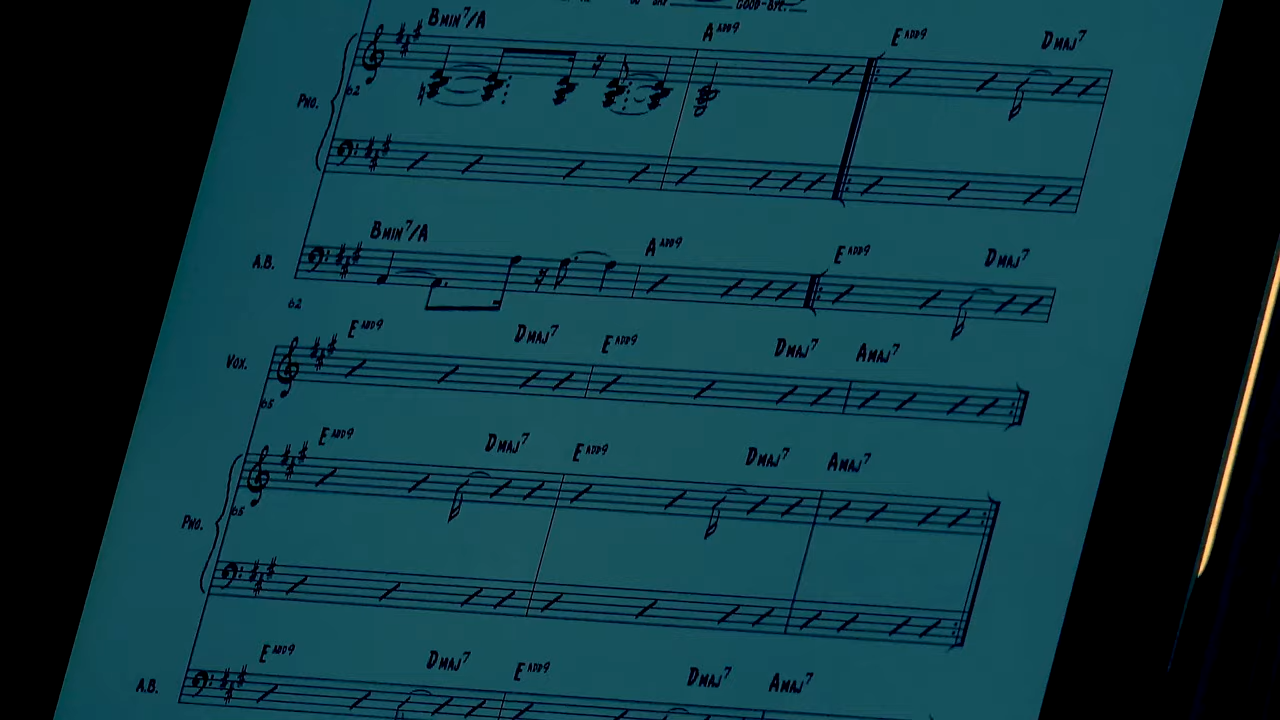 GOOD-BYE.
BMIN7/A AADD9 EADD9 DMAJ7
PNO.
62
BMIN7/A AADD9 EADD9 DMAJ7
A.B.
62
EADD9 DMAJ7 EADD9 DMAJ7 AMAJ7
VOX.
65
EADD9 DMAJ7 EADD9 DMAJ7 AMAJ7
PNO.
65
EADD9 DMAJ7 EADD9 DMAJ7 AMAJ7
A.B.